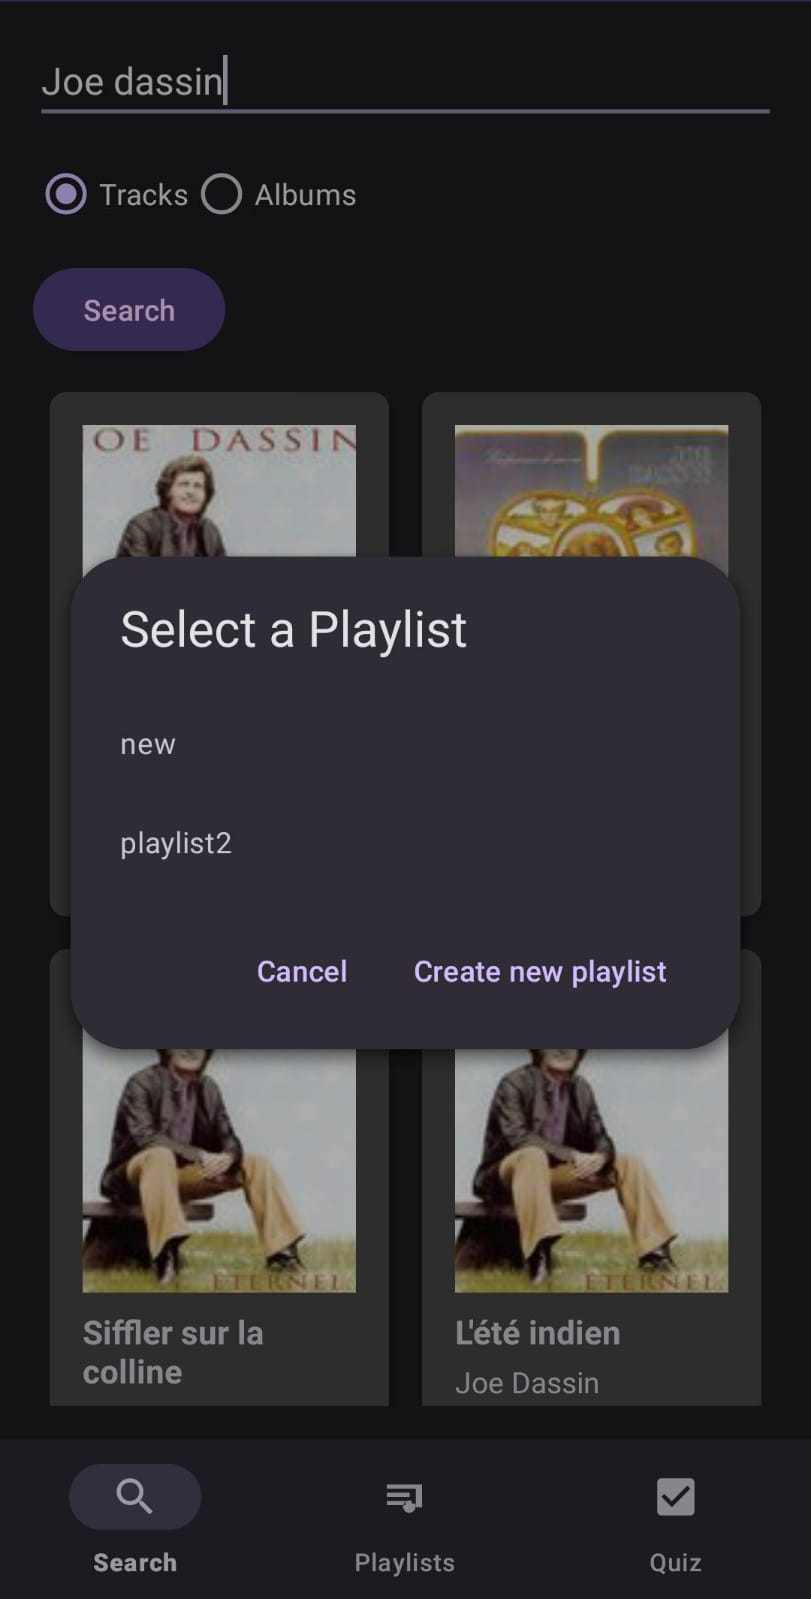 Joe dassin
Tracks
Albums
Search
OE DASSIN
Select a Playlist
new
playlist2
Cancel
Create new playlist
ETERNEL
ETERNEL
Siffler sur la
colline
L'été indien
Joe Dassin
Search
Playlists
Quiz